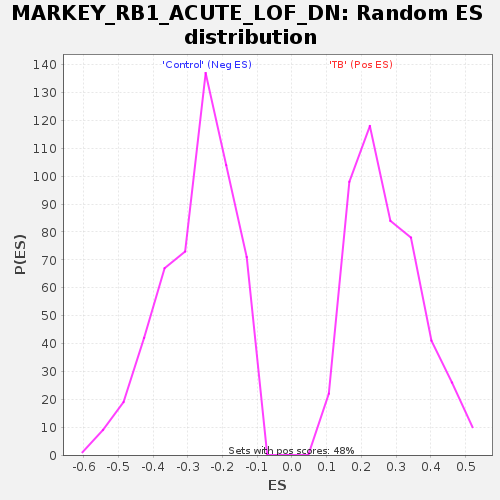 MARKEY_RB1_ACUTE_LOF_DN: Random ES
distribution
'Control' (Neg ES)
'TB' (Pos ES)
140
130
120
110
100
90
80
70
60
50
40
30
20
10
0
P(ES)
Sets with pos scores: 48%
-0.6 -0.5 -0.4 -0.3 -0.2 -0.1 0.0 0.1 0.2 0.3 0.4 0.5
ES